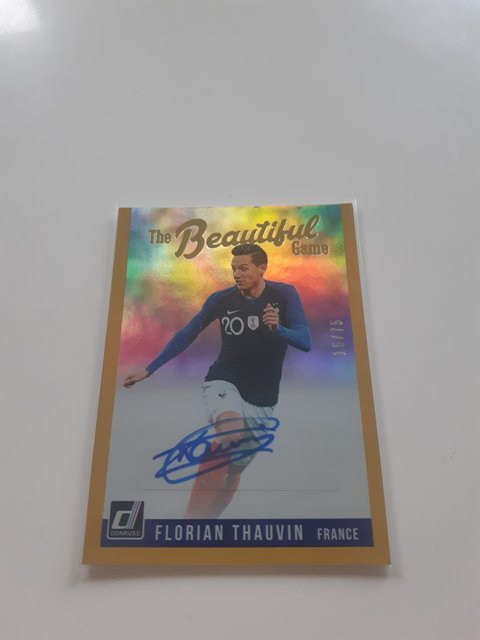 The Beautiful
Game
20
/75
DONRUSS
FLORIAN THAUVIN FRANCE